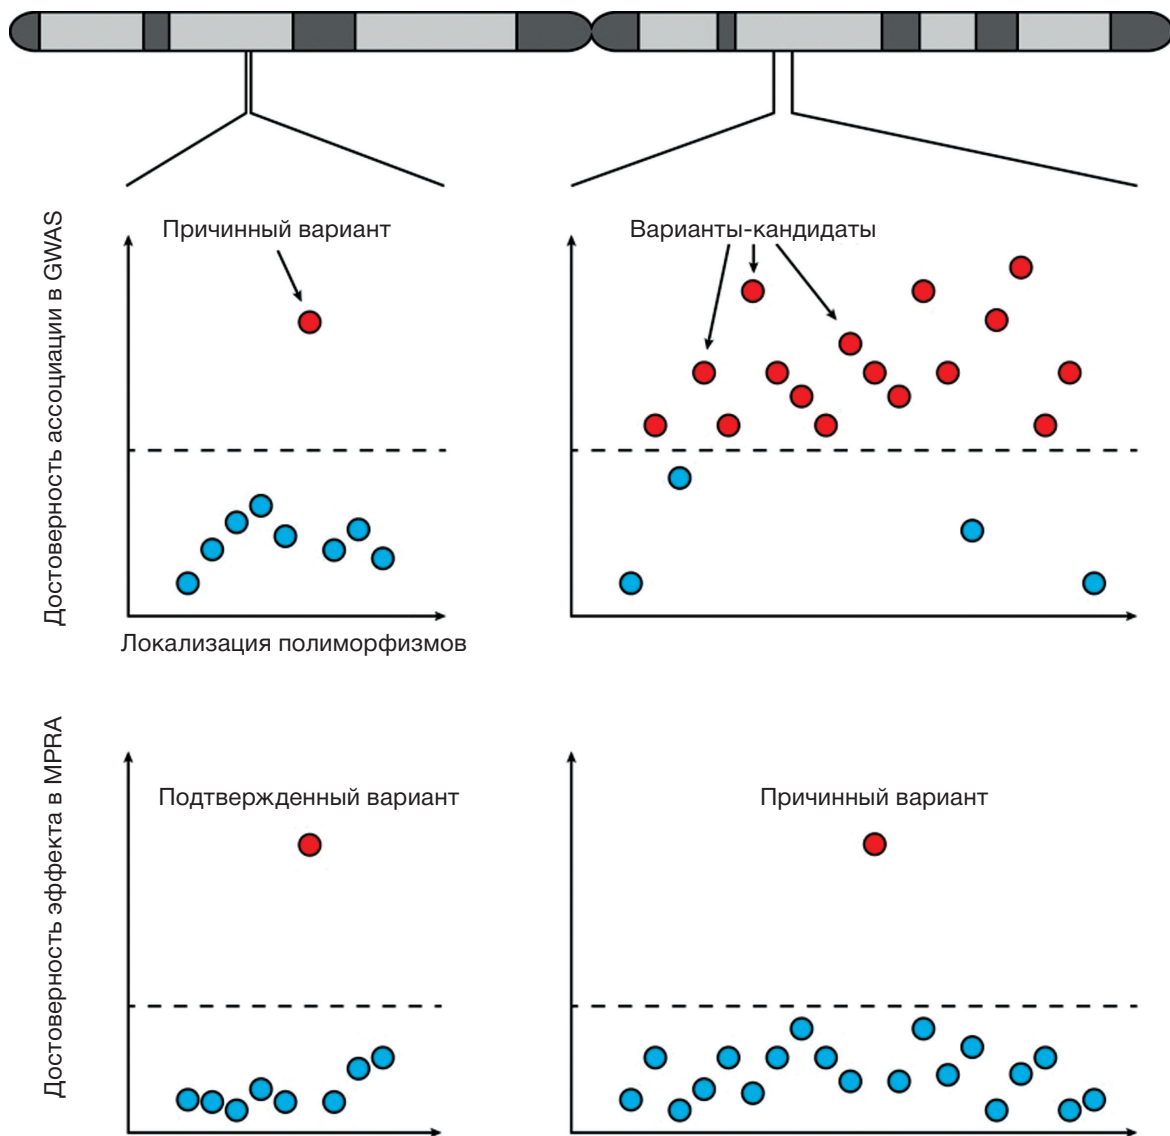 Причинный вариант
Варианты-кандидаты
Достоверность ассоциации в GWAS
Локализация полиморфизмов
Достоверность эффекта в MPRA
Подтвержденный вариант
Причинный вариант